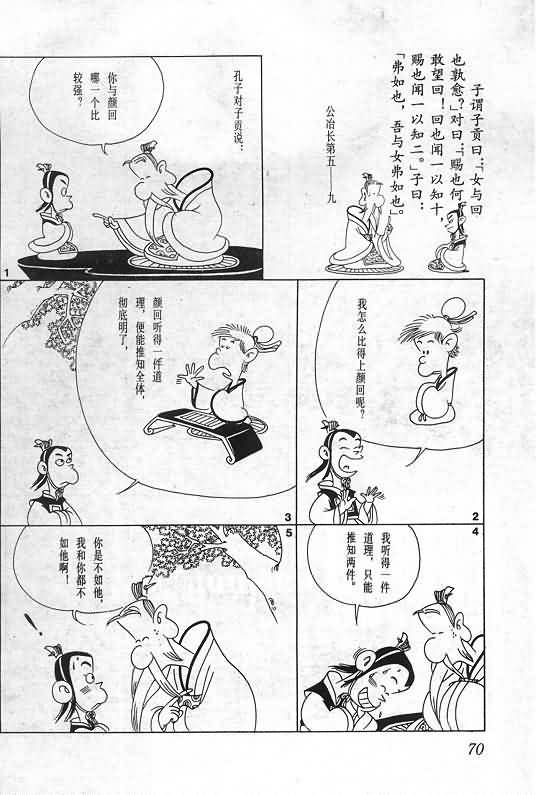 子谓子贡曰：“女与回
也孰愈？”对曰：“赐也何
敢望回！回也闻一以知十，
赐也闻一以知二。”子曰：
“弗如也，吾与女弗如也。”
公冶长第五——九
孔子对子贡说：
你与颜回
哪一个比
较强？
1
我怎么比得上颜回呢？
2
颜回听得一件道
理，便能推知全体，
彻底明了，
3
我听得一件
道理，只能
推知两件。
4
你是不如他，
我和你都不
如他啊！
!
5
70